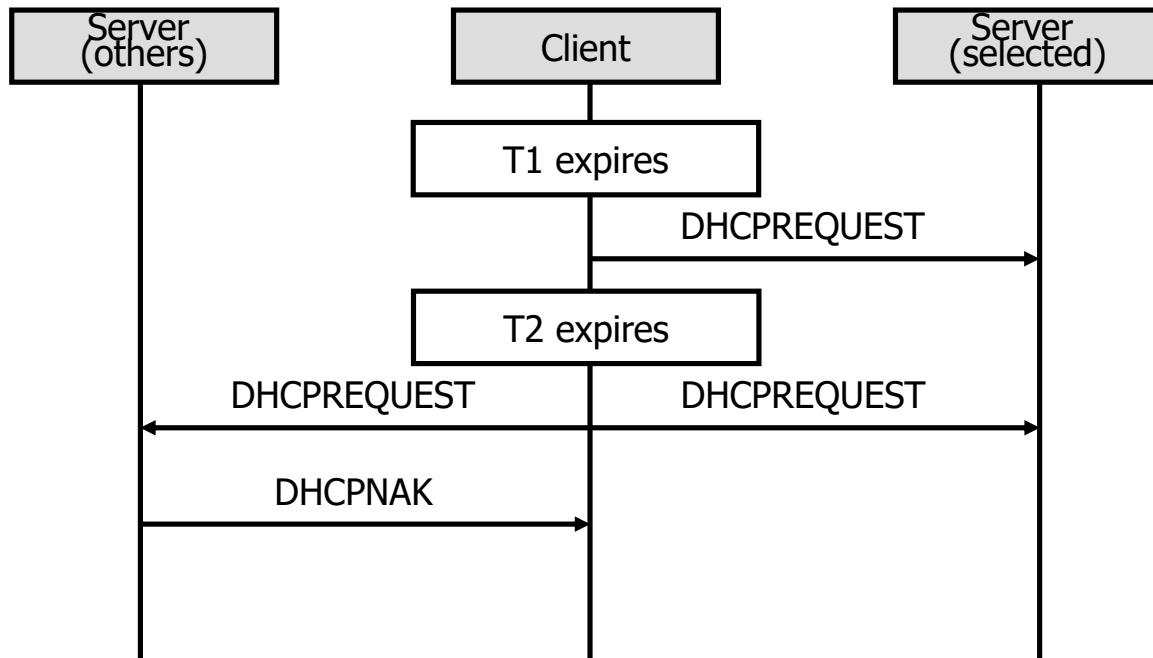 Server
(others)
Client
Server
(selected)
T1 expires
DHCPREQUEST
T2 expires
DHCPREQUEST
DHCPREQUEST
DHCPNAK